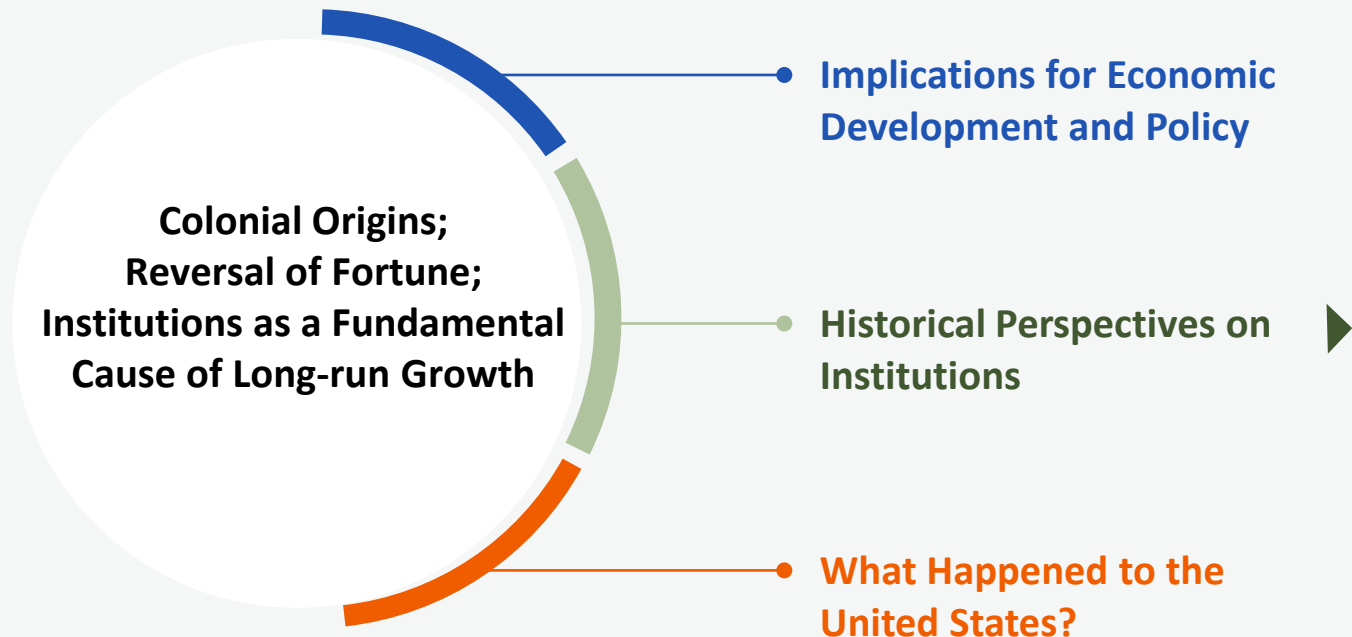 Colonial Origins;
Reversal of Fortune;
Institutions as a Fundamental
Cause of Long-run Growth
Implications for Economic
Development and Policy
Historical Perspectives on
Institutions
What Happened to the
United States?